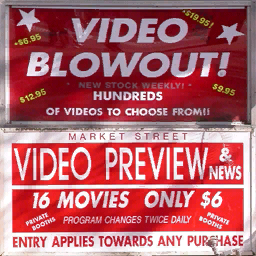 VIDEO
BLOWOUT!
$6.95
$19.95!
$12.95
$9.95
- NEW STOCK WEEKLY! -
HUNDREDS
OF VIDEOS TO CHOOSE FROM!!
MARKET STREET
VIDEO PREVIEW & NEWS
16 MOVIES ONLY $6
PRIVATE BOOTHS
PROGRAM CHANGES TWICE DAILY
PRIVATE BOOTHS
ENTRY APPLIES TOWARDS ANY PURCHASE